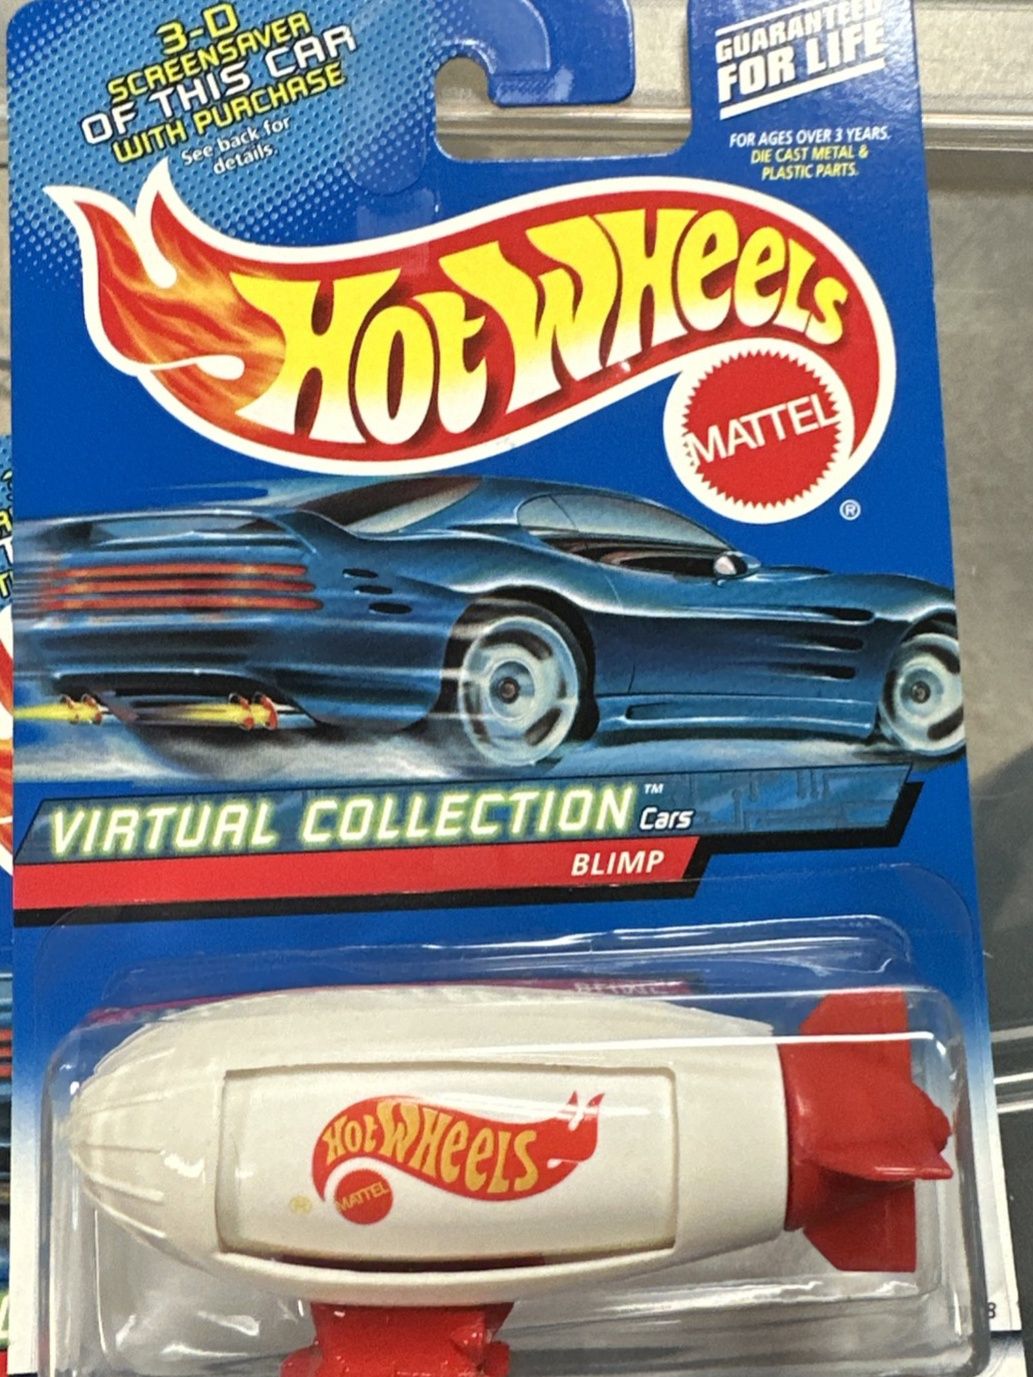 3-D
SCREENSAVER
OF THIS CAR
WITH PURCHASE
See back for
details.
GUARANTEED
FOR LIFE
FOR AGES OVER 3 YEARS.
DIE CAST METAL &
PLASTIC PARTS.
HOT WHEELS
MATTEL
®
VIRTUAL COLLECTION™
Cars
BLIMP
HOT WHEELS
MATTEL
®